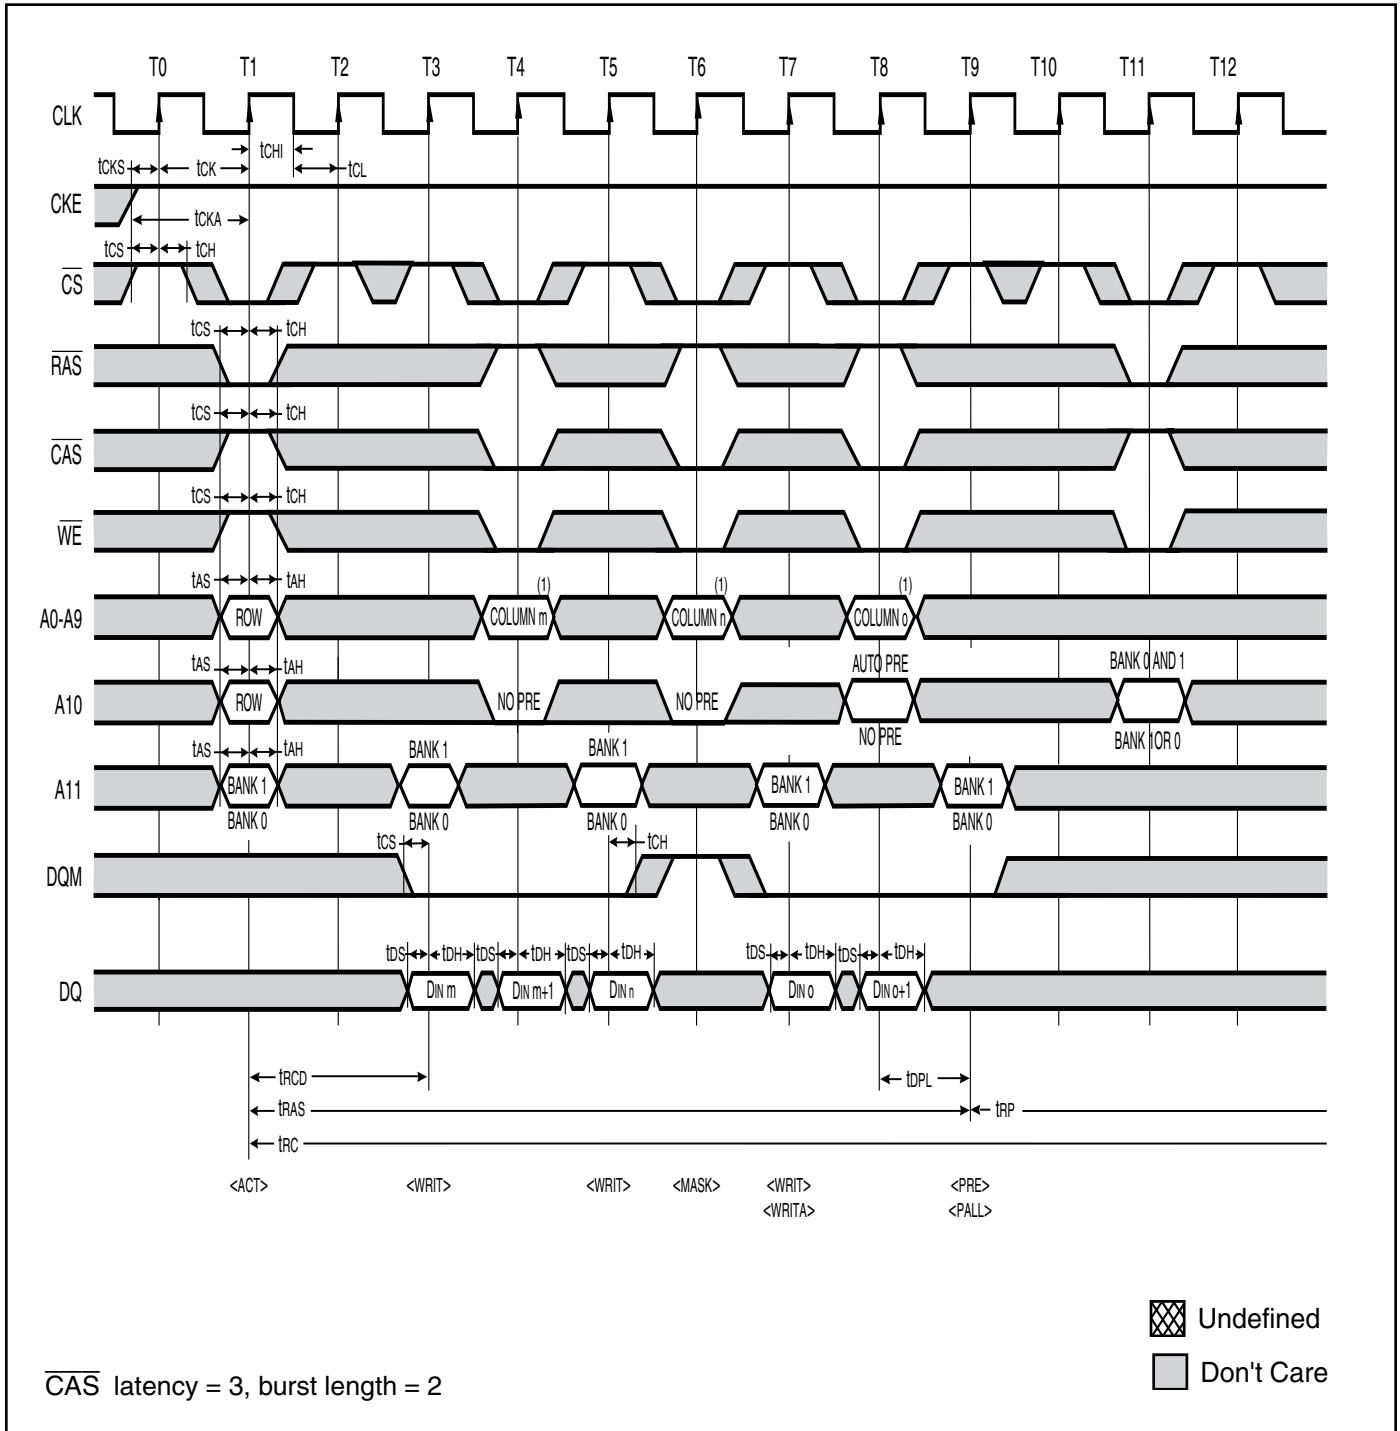 T0 T1 T2 T3 T4 T5 T6 T7 T8 T9 T10 T11 T12
CLK
tCHI
tCKS tCK tCL
CKE
tCKA
tCS tCH
CS
tCS tCH
RAS
tCS tCH
CAS
tCS tCH
WE
tAS tAH (1) (1) (1)
A0-A9 ROW COLUMN m COLUMN n COLUMN o
tAS tAH AUTO PRE BANK 0 AND 1
A10 ROW NO PRE NO PRE
NO PRE BANK 1 OR 0
tAS tAH BANK 1 BANK 1
A11 BANK 1 BANK 1 BANK 1
BANK 0 BANK 0 BANK 0 BANK 0 BANK 0
tCS tCH
DQM
tDS tDH tDS tDH tDS tDH tDS tDH tDS tDH
DQ DIN m DIN m+1 DIN n DIN o DIN o+1
tRCD tDPL
tRAS tRP
tRC
<ACT> <WRIT> <WRIT> <MASK> <WRIT> <PRE>
<WRITA> <PALL>
Undefined
Don't Care
CAS latency = 3, burst length = 2